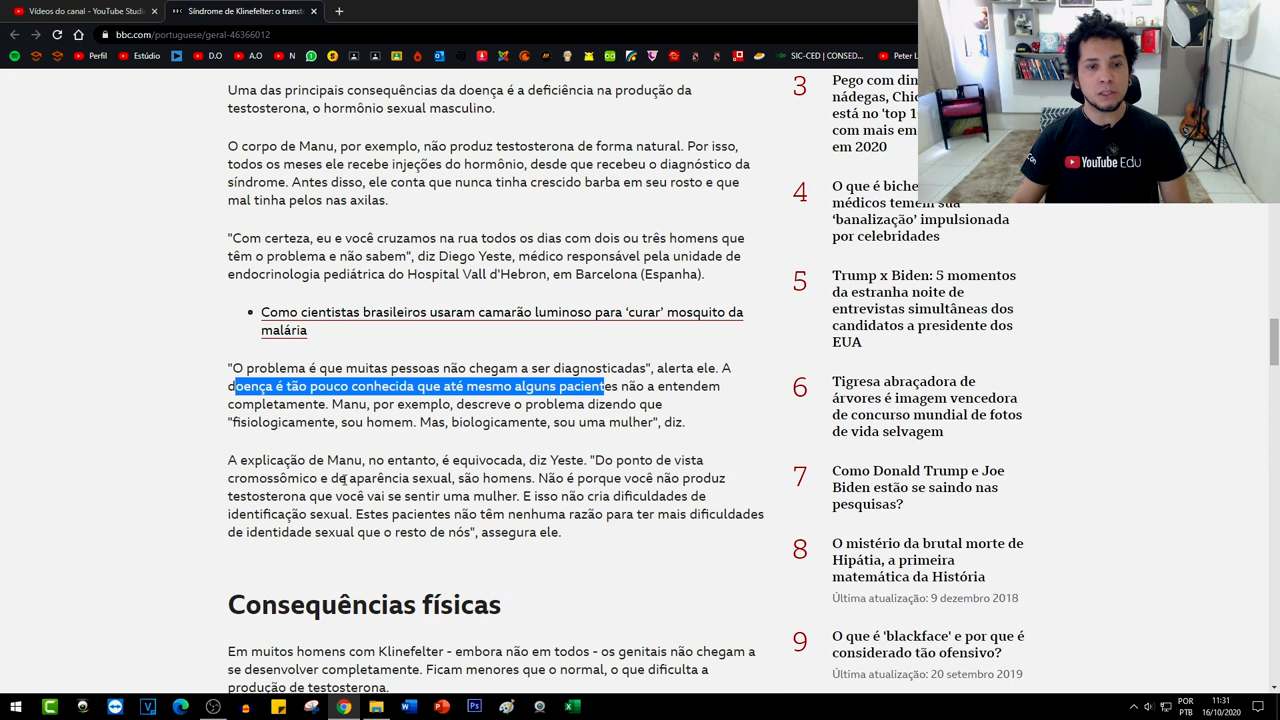 Vídeos do canal - YouTube Studi
Síndrome de Klinefelter: o transt
bbc.com/portuguese/geral-46366012
Perfil
Estúdio
D.O
A.O
N
SIC-CED | CONSED...
Peter L
Uma das principais consequências da doença é a deficiência na produção da
testosterona, o hormônio sexual masculino.
O corpo de Manu, por exemplo, não produz testosterona de forma natural. Por isso,
todos os meses ele recebe injeções do hormônio, desde que recebeu o diagnóstico da
síndrome. Antes disso, ele conta que nunca tinha crescido barba em seu rosto e que
mal tinha pelos nas axilas.
"Com certeza, eu e você cruzamos na rua todos os dias com dois ou três homens que
têm o problema e não sabem", diz Diego Yeste, médico responsável pela unidade de
endocrinologia pediátrica do Hospital Vall d'Hebron, em Barcelona (Espanha).
Como cientistas brasileiros usaram camarão luminoso para ‘curar’ mosquito da
malária
"O problema é que muitas pessoas não chegam a ser diagnosticadas", alerta ele. A
doença é tão pouco conhecida que até mesmo alguns pacientes não a entendem
completamente. Manu, por exemplo, descreve o problema dizendo que
"fisiologicamente, sou homem. Mas, biologicamente, sou uma mulher", diz.
A explicação de Manu, no entanto, é equivocada, diz Yeste. "Do ponto de vista
cromossômico e de aparência sexual, são homens. Não é porque você não produz
testosterona que você vai se sentir uma mulher. E isso não cria dificuldades de
identificação sexual. Estes pacientes não têm nenhuma razão para ter mais dificuldades
de identidade sexual que o resto de nós", assegura ele.
Consequências físicas
Em muitos homens com Klinefelter - embora não em todos - os genitais não chegam a
se desenvolver completamente. Ficam menores que o normal, o que dificulta a
produção de testosterona.
3
Pego com din
nádegas, Chic
está no 'top 1
com mais em
em 2020
4
O que é biche
médicos temem sua
‘banalização’ impulsionada
por celebridades
5
Trump x Biden: 5 momentos
da estranha noite de
entrevistas simultâneas dos
candidatos a presidente dos
EUA
6
Tigresa abraçadora de
árvores é imagem vencedora
de concurso mundial de fotos
de vida selvagem
7
Como Donald Trump e Joe
Biden estão se saindo nas
pesquisas?
8
O mistério da brutal morte de
Hipátia, a primeira
matemática da História
Última atualização: 9 dezembro 2018
9
O que é 'blackface' e por que é
considerado tão ofensivo?
Última atualização: 20 setembro 2019
YouTube Edu
POR
PTB
11:31
16/10/2020